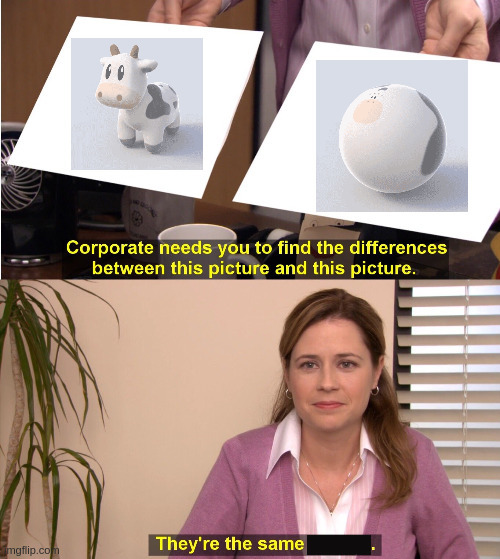 Corporate needs you to find the differences
between this picture and this picture.
They're the same .
imgflip.com